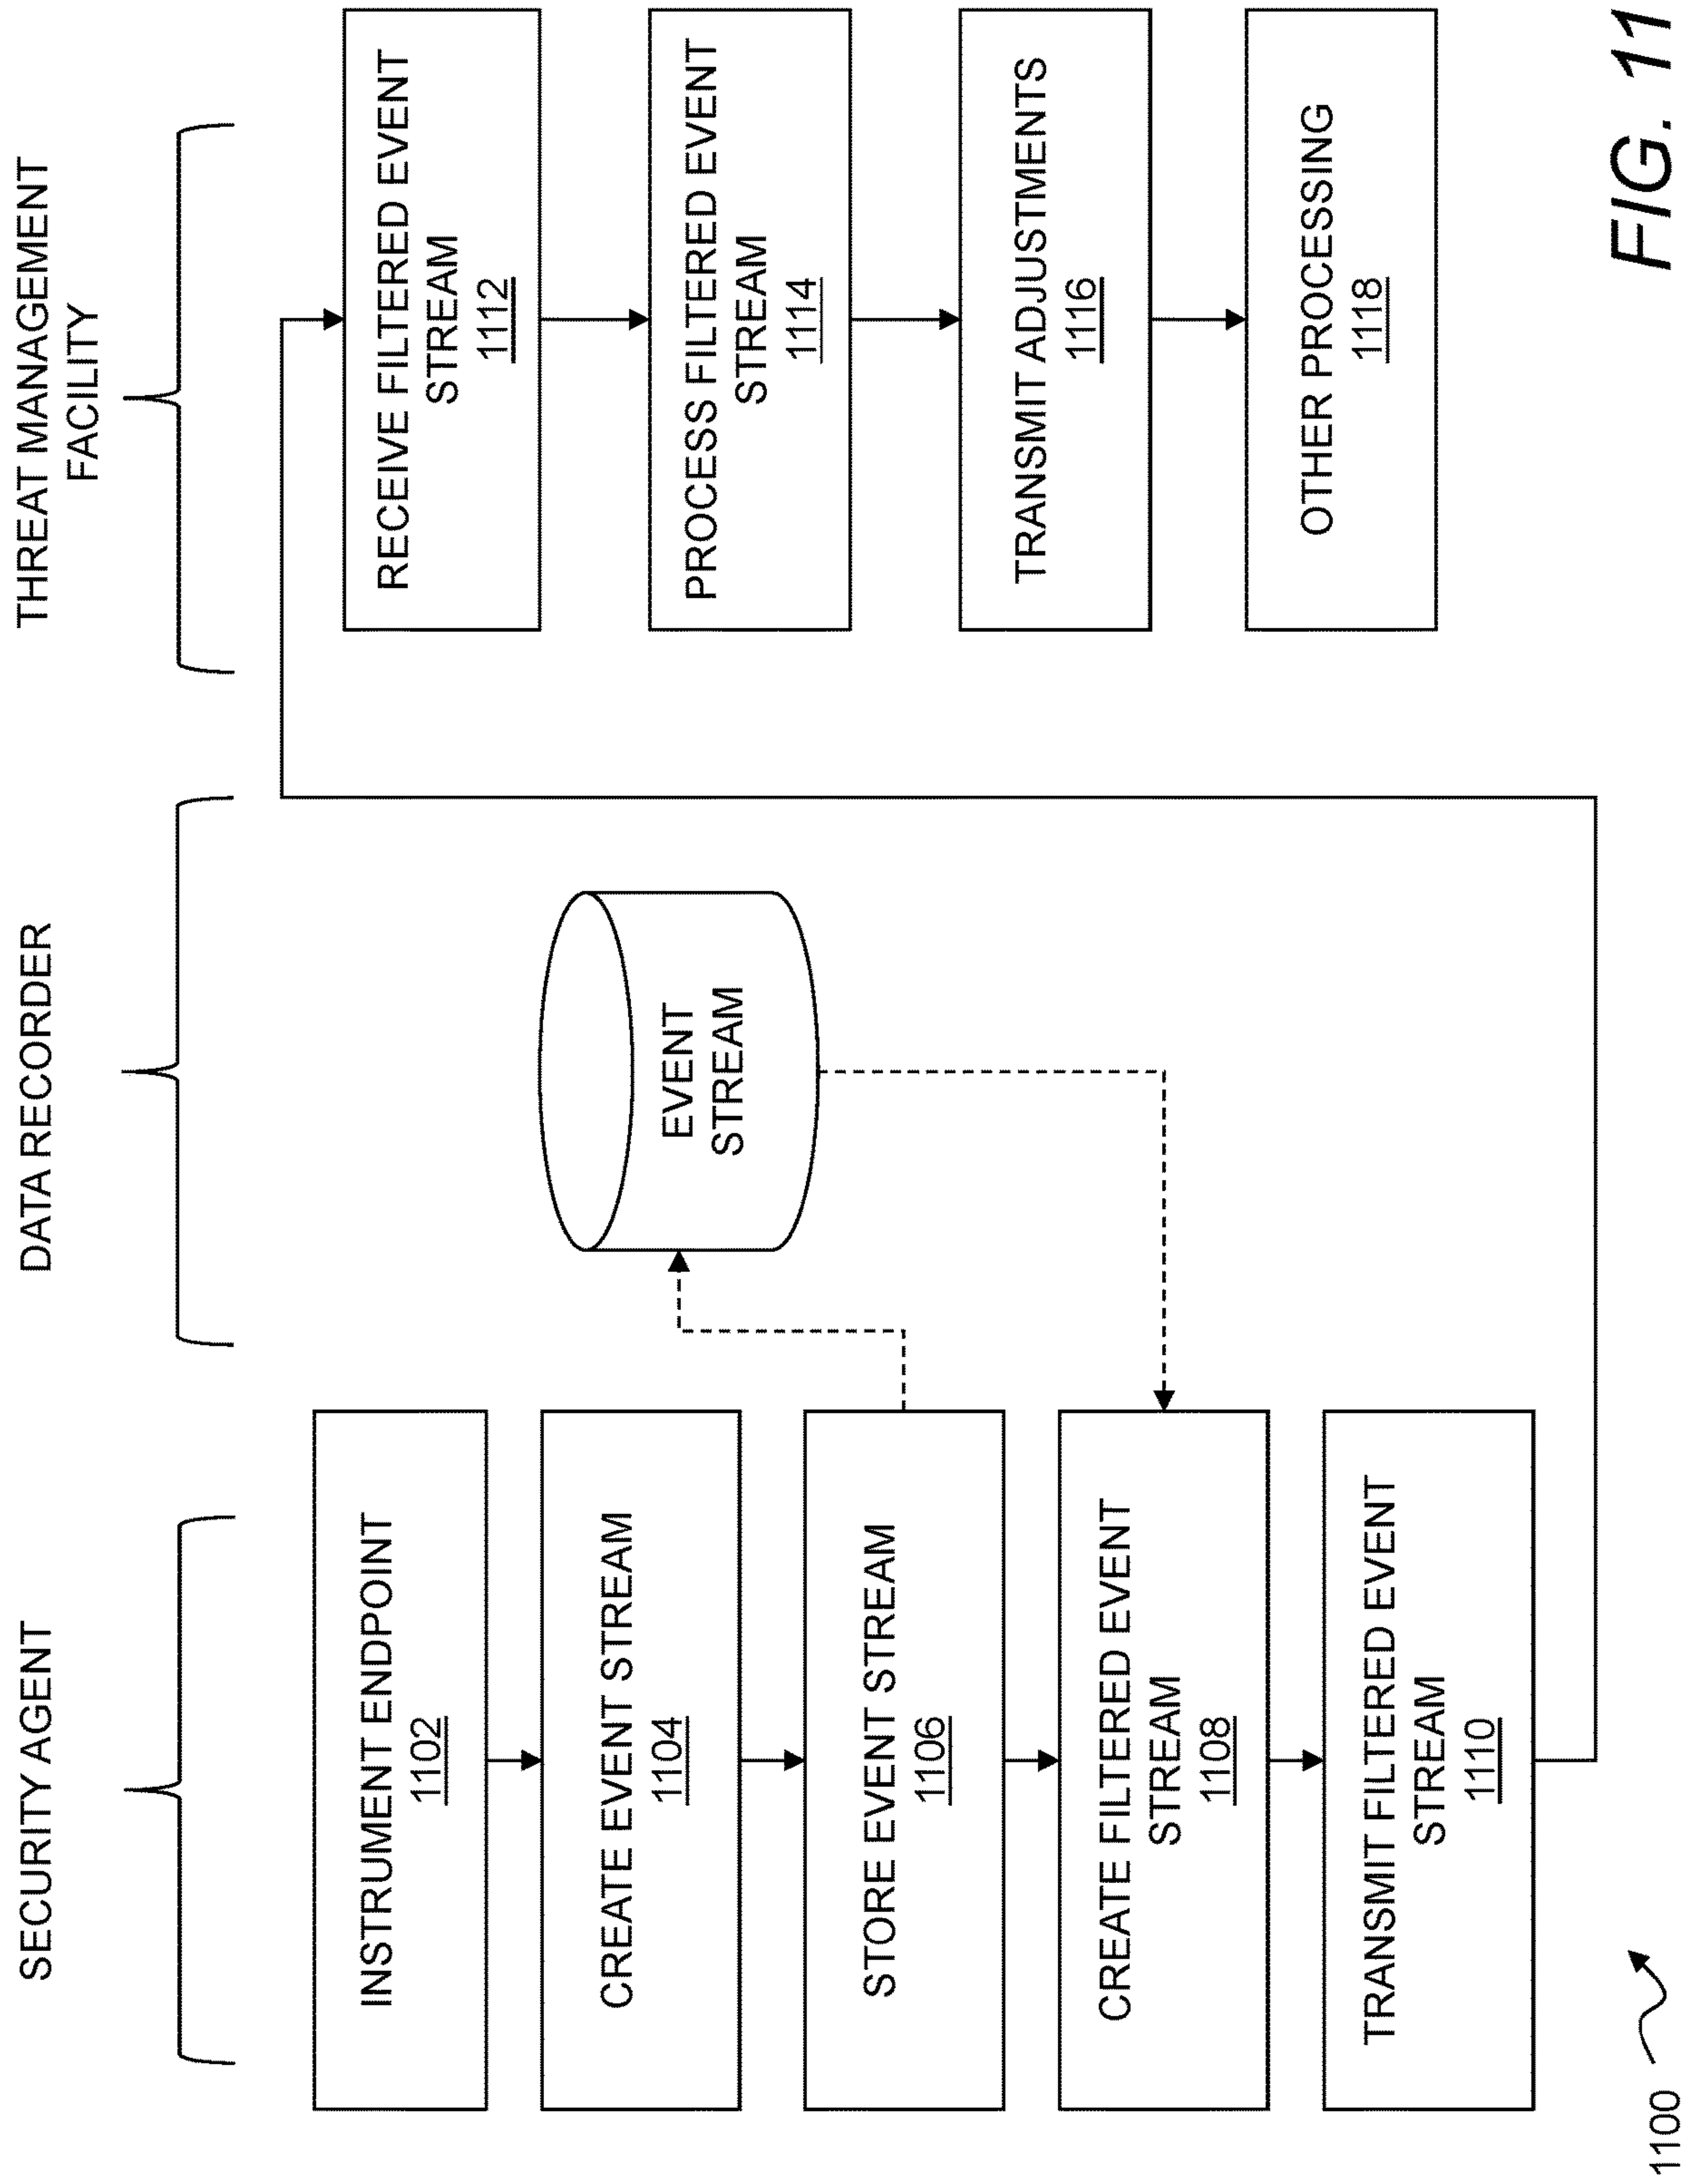 SECURITY AGENT
INSTRUMENT ENDPOINT
1102
CREATE EVENT STREAM
1104
STORE EVENT STREAM
1106
CREATE FILTERED EVENT
STREAM
1108
TRANSMIT FILTERED EVENT
STREAM
1110
DATA RECORDER
EVENT
STREAM
THREAT MANAGEMENT
FACILITY
RECEIVE FILTERED EVENT
STREAM
1112
PROCESS FILTERED EVENT
STREAM
1114
TRANSMIT ADJUSTMENTS
1116
OTHER PROCESSING
1118
1100
FIG. 11